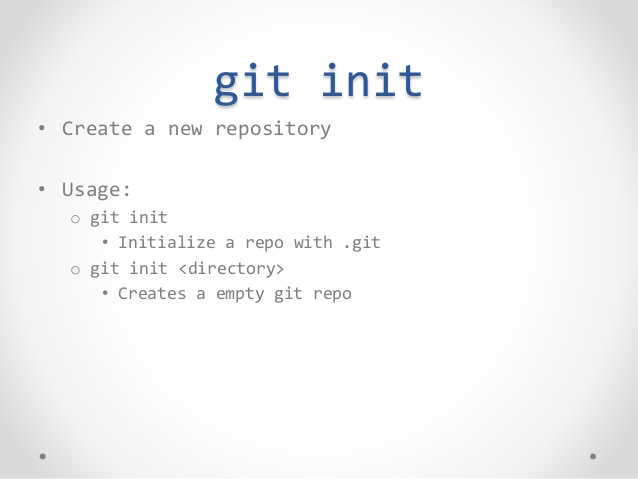 git init
• Create a new repository
• Usage:
o git init
• Initialize a repo with .git
o git init <directory>
• Creates a empty git repo